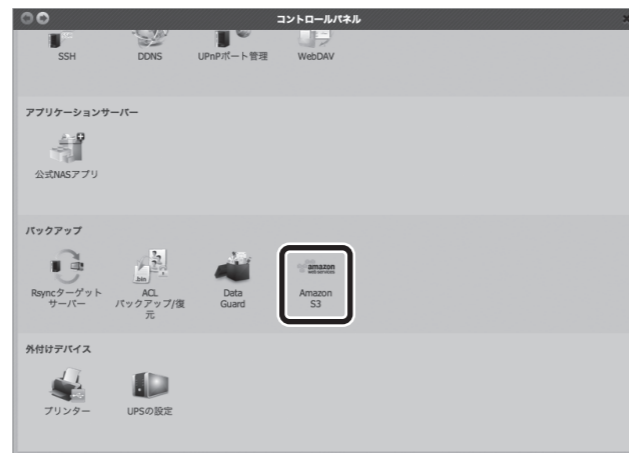 コントロールパネル
SSH
DDNS
UPnPポート管理
WebDAV
アプリケーションサーバー
公式NASアプリ
バックアップ
amazon
web services
Rsyncターゲット
サーバー
.bin
ACL
バックアップ/復
元
Data
Guard
Amazon
S3
外付けデバイス
プリンター
UPSの設定